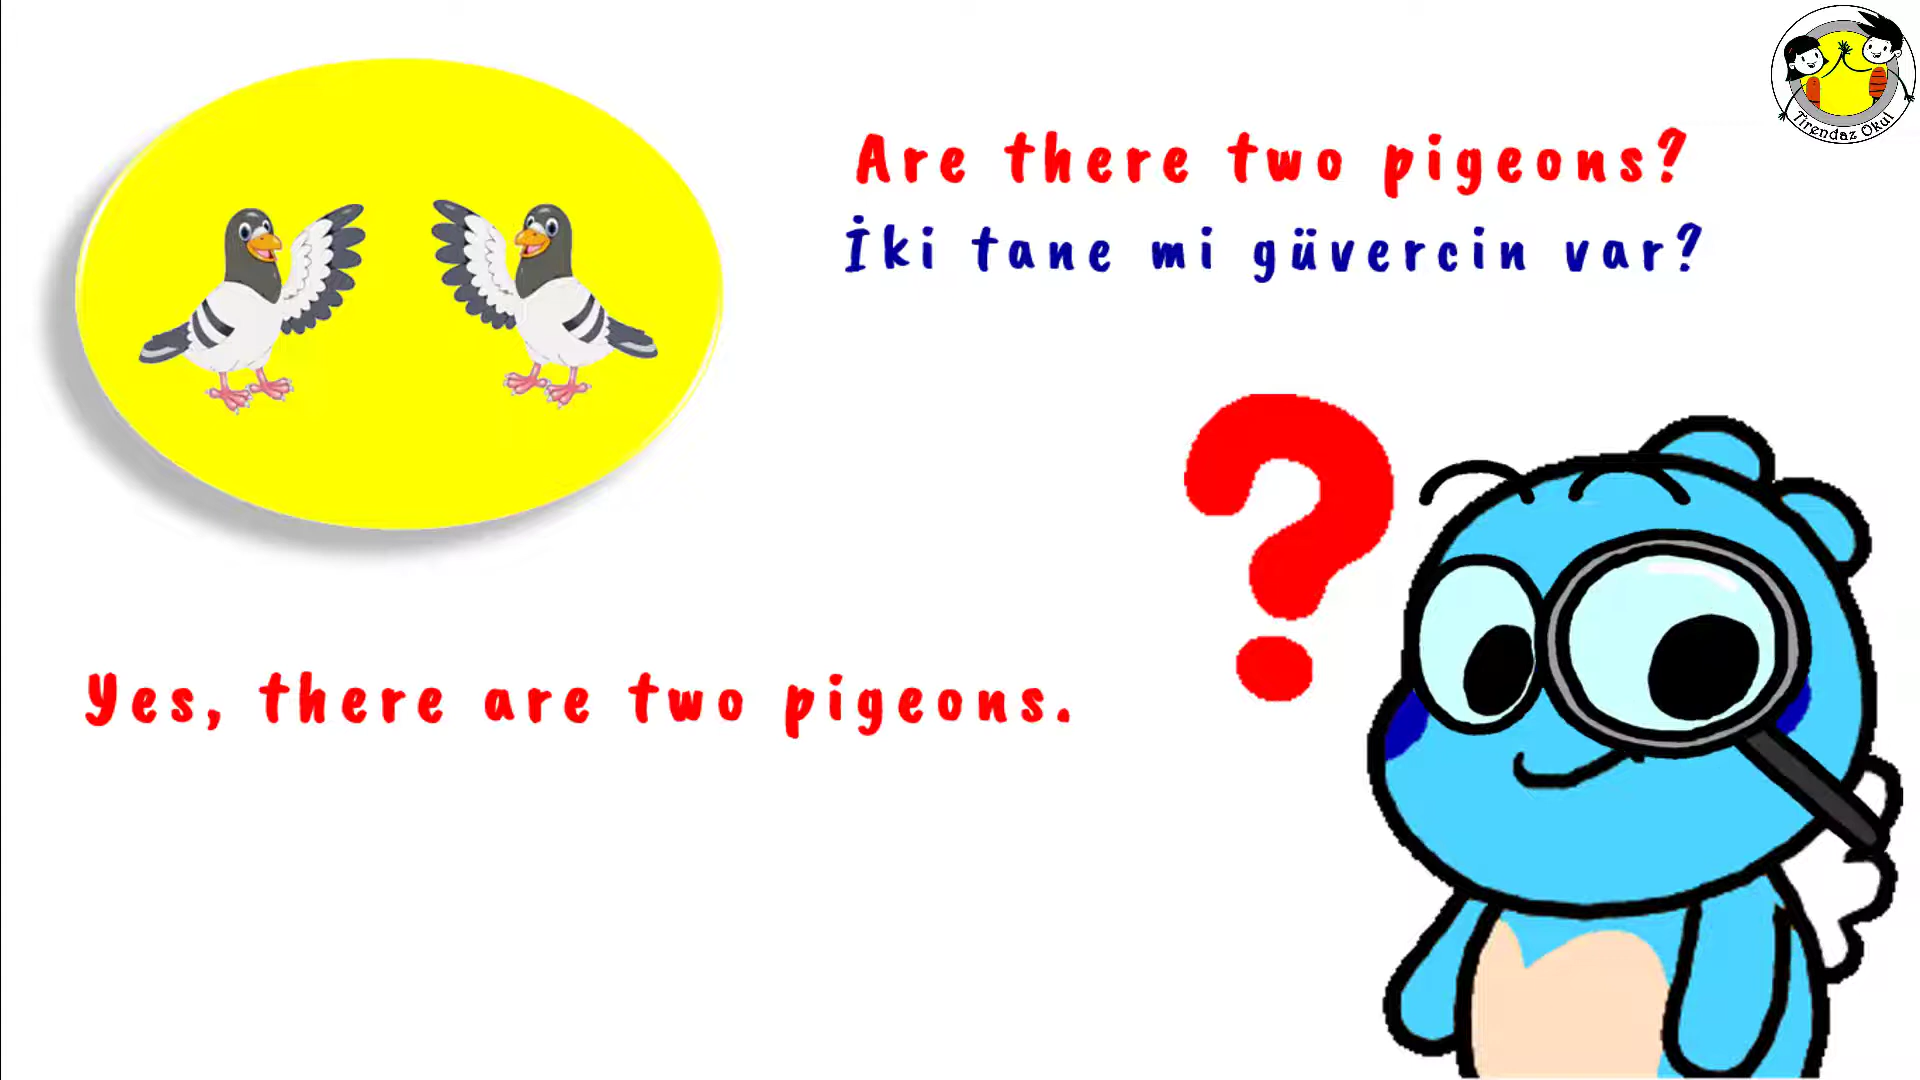 Tirendaz Okul
Are there two pigeons?
İki tane mi güvercin var?
Yes, there are two pigeons.